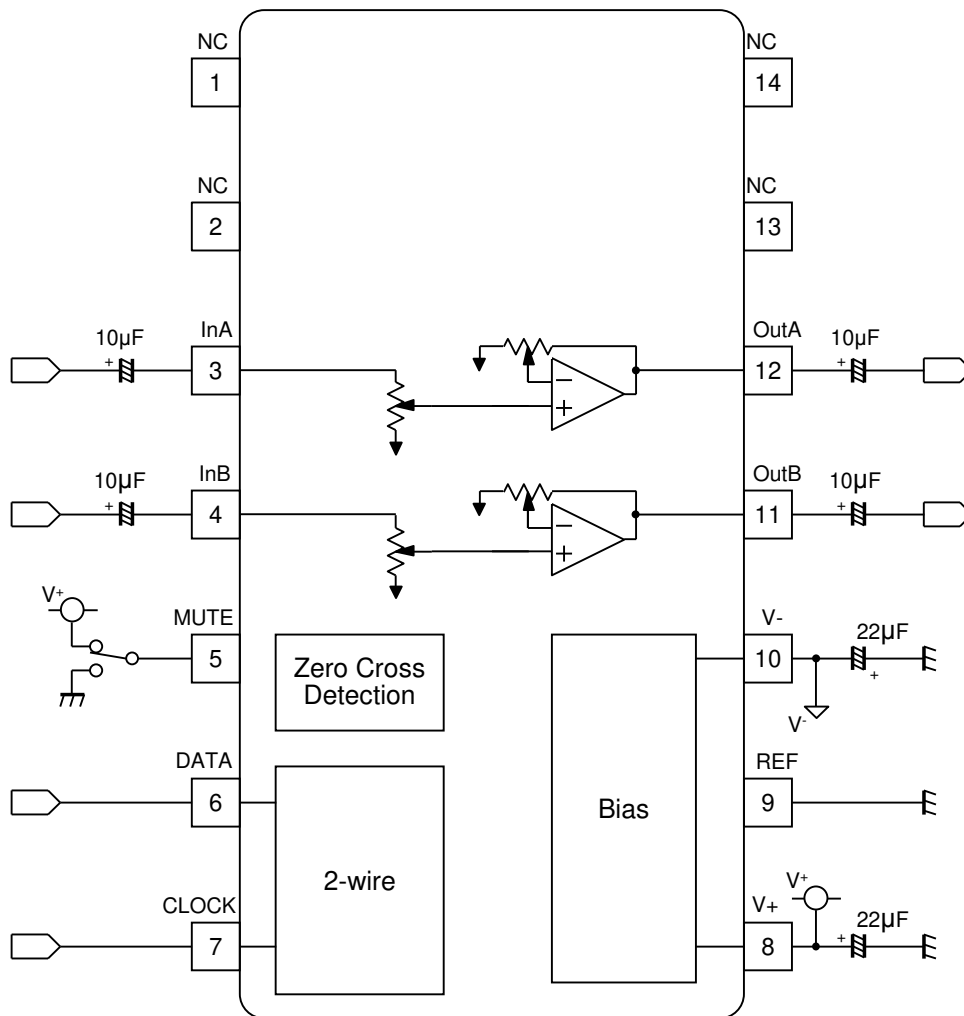 NC
1
NC
14
NC
2
NC
13
10µF
+
InA
3
−
+
OutA
12
10µF
+
10µF
+
InB
4
−
+
OutB
11
10µF
+
V+
MUTE
5
Zero Cross
Detection
V-
10
22µF
+
V-
DATA
6
2-wire
Bias
REF
9
CLOCK
7
V+
8
V+
22µF
+